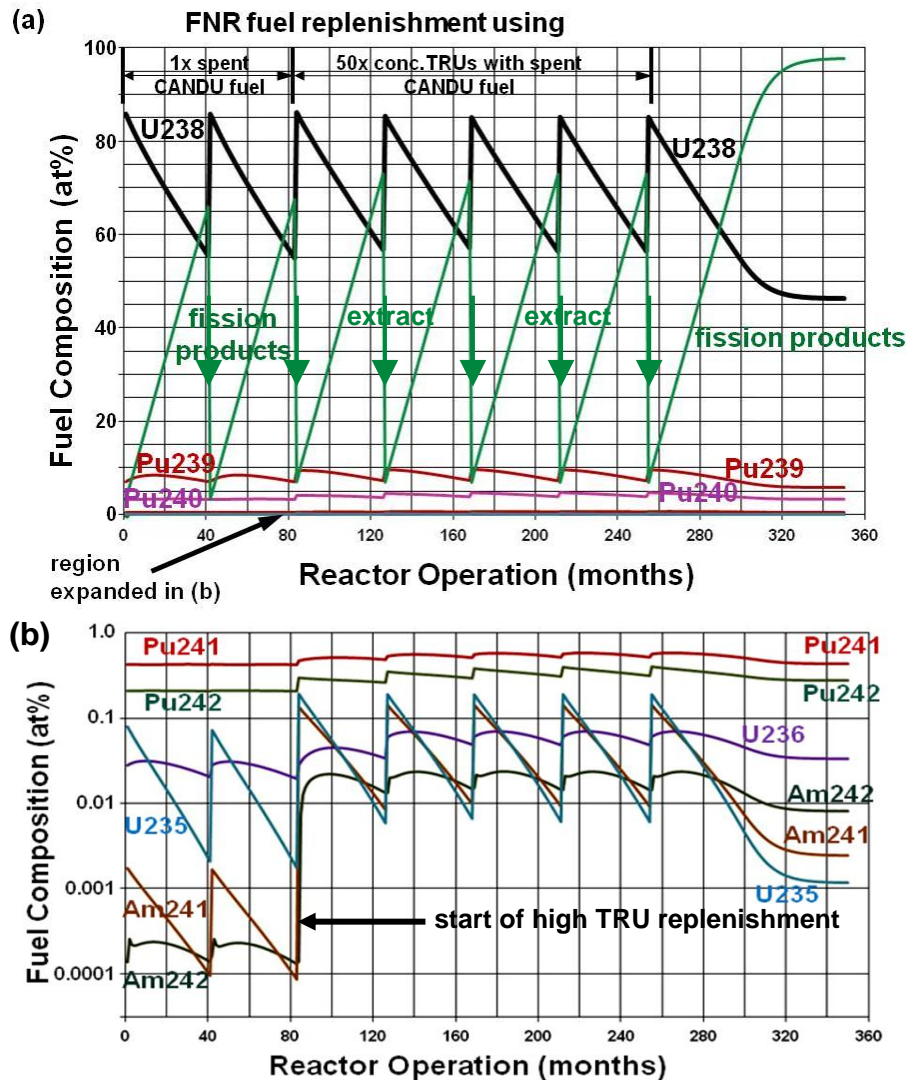 (a)
FNR fuel replenishment using
1x spent
CANDU fuel
50x conc.TRUs with spent
CANDU fuel
U238
U238
fission
products
extract
extract
fission products
Pu239
Pu239
Pu240
Pu240
Fuel Composition (at%)
100
80
60
40
20
0
0
40
80
120
160
200
240
280
320
360
region
expanded in (b)
Reactor Operation (months)
(b)
1.0
0.1
0.01
0.001
0.0001
Fuel Composition (at%)
Pu241
Pu241
Pu242
Pu242
U236
U235
Am242
Am241
U235
Am241
start of high TRU replenishment
Am242
0
40
80
120
160
200
240
280
320
360
Reactor Operation (months)